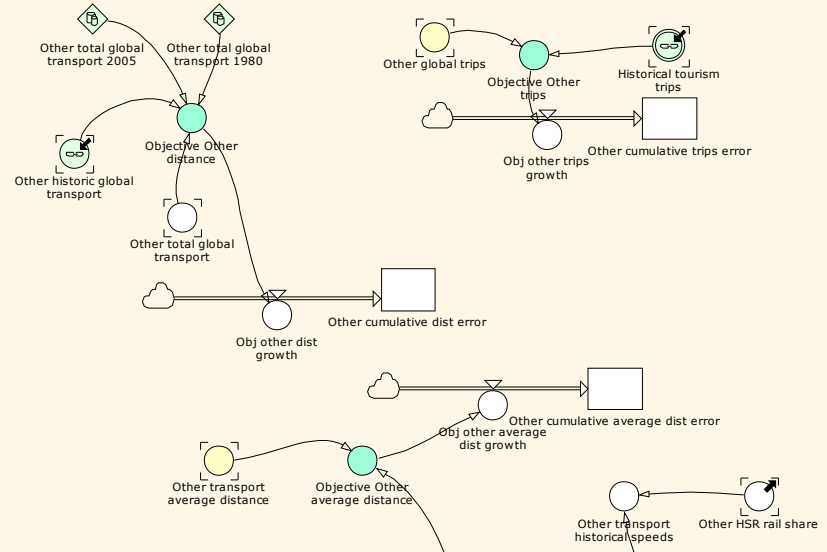 Other total global
transport 2005
Other total global
transport 1980
Other global trips
Objective Other
trips
Historical tourism
trips
Objective Other
distance
Obj other trips
growth
Other cumulative trips error
Other historic global
transport
Other total global
transport
Other cumulative dist error
Obj other dist
growth
Other cumulative average dist error
Obj other average
dist growth
Other transport
average distance
Objective Other
average distance
Other transport
historical speeds
Other HSR rail share